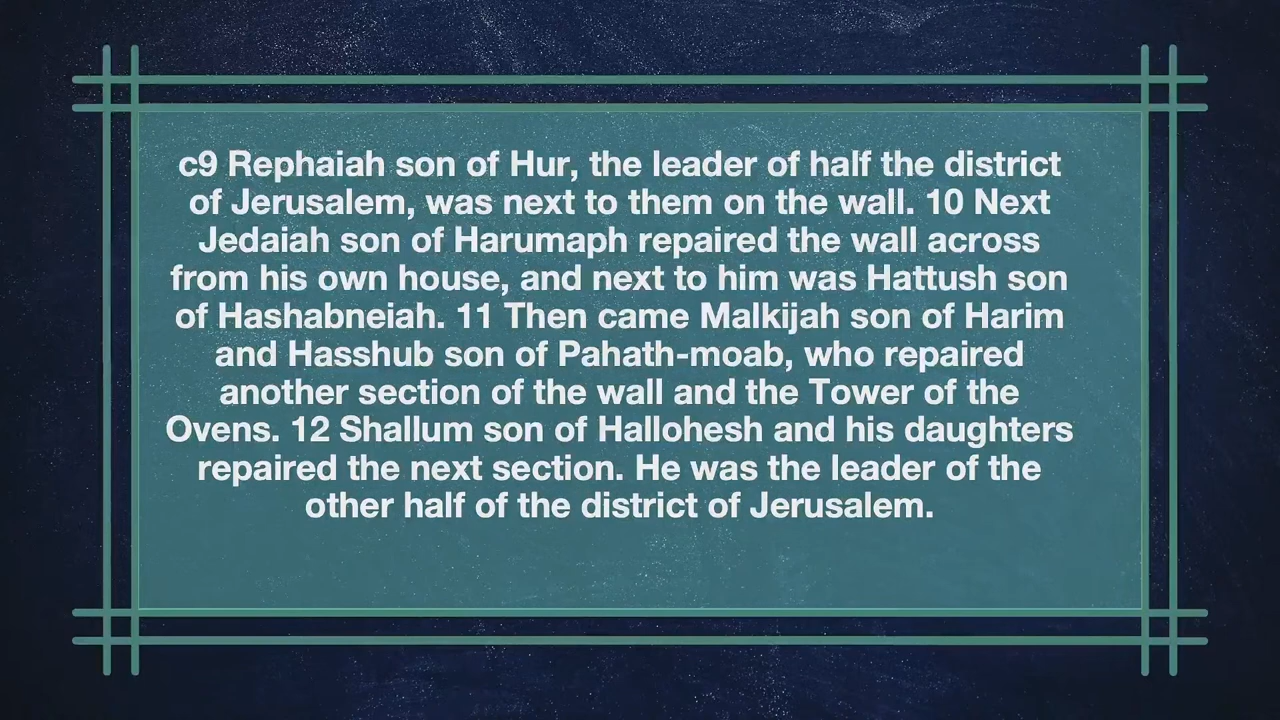 c9 Rephaiah son of Hur, the leader of half the district
of Jerusalem, was next to them on the wall. 10 Next
Jedaiah son of Harumaph repaired the wall across
from his own house, and next to him was Hattush son
of Hashabneiah. 11 Then came Malkijah son of Harim
and Hasshub son of Pahath-moab, who repaired
another section of the wall and the Tower of the
Ovens. 12 Shallum son of Hallohesh and his daughters
repaired the next section. He was the leader of the
other half of the district of Jerusalem.